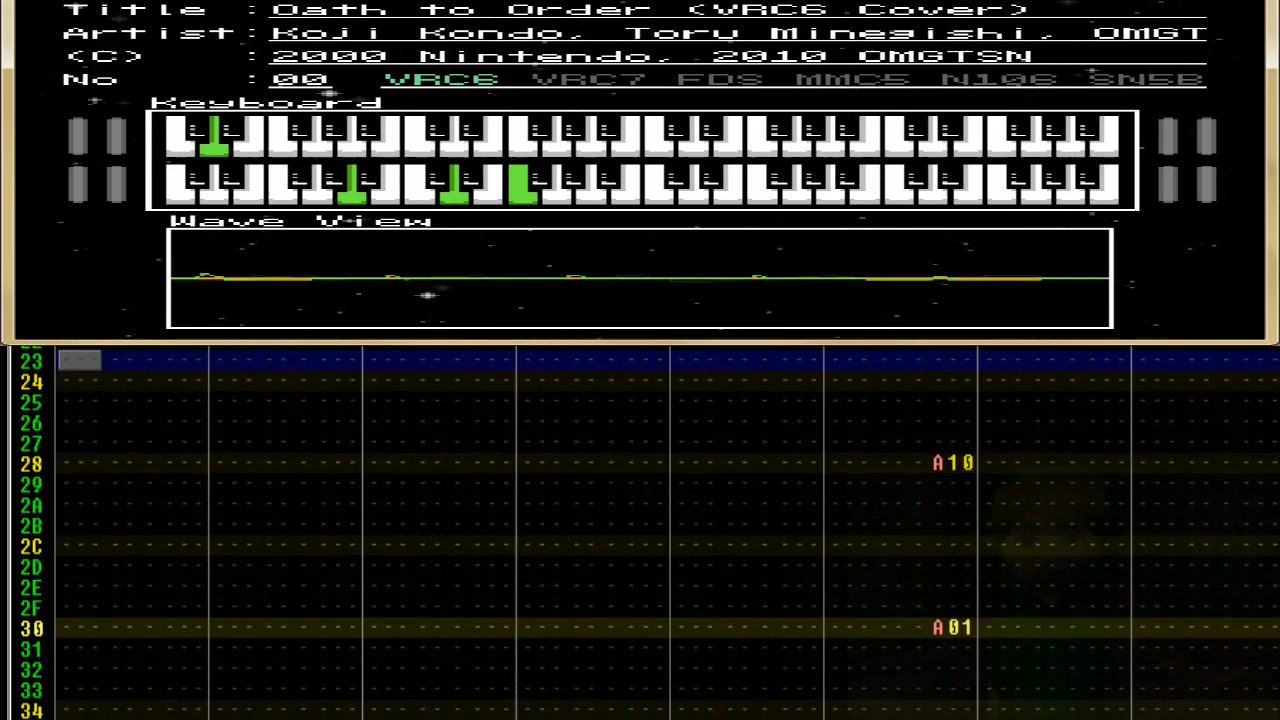 Title : Oath to Order (VRC6 Cover)
Artist: Koji Kondo, Toru Minegishi, OMGT
(C) : 2000 Nintendo, 2010 OMGTSN
No : 00 VRC6 VRC7 FDS MMC5 N106 SN5B
Keyboard
Wave View
23
24
25
26
27
28 A10
29
2A
2B
2C
2D
2E
2F
30 A01
31
32
33
34